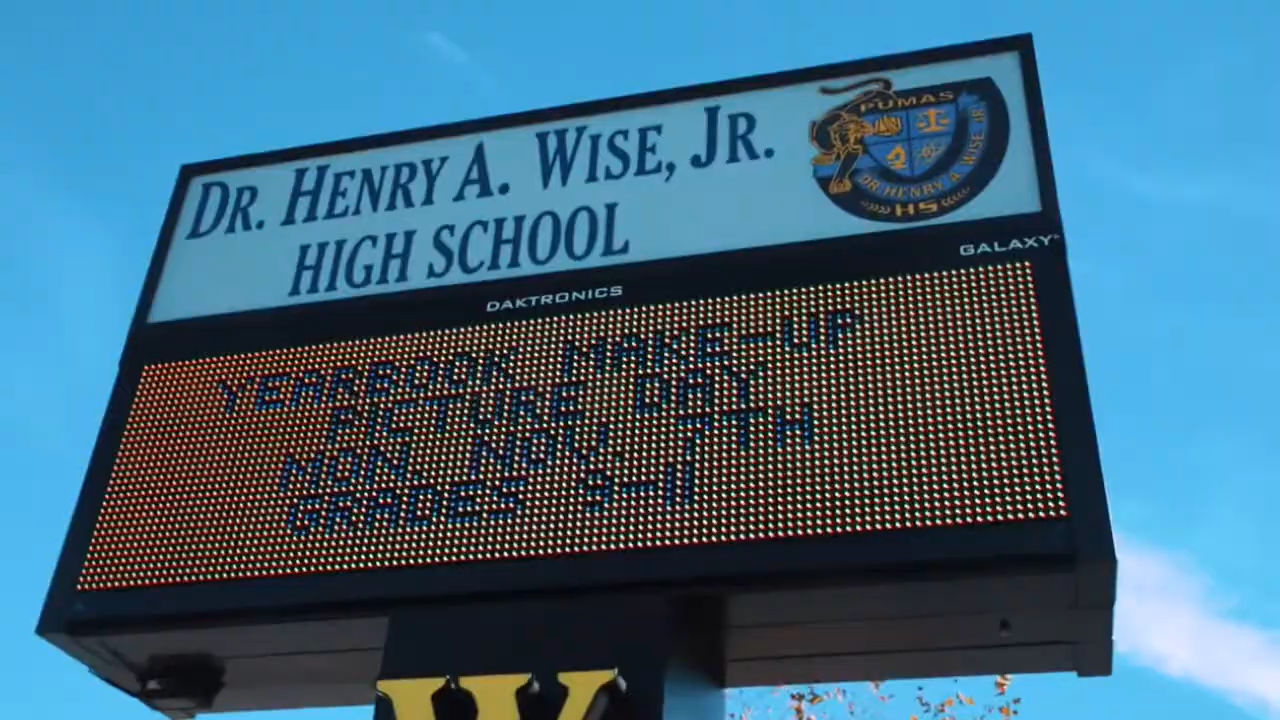 DR. HENRY A. WISE, JR.
HIGH SCHOOL
PUMAS
DR HENRY A WISE JR
HS
GALAXY
DAKTRONICS
YEARBOOK MAKE-UP
PICTURE DAY
MON. NOV. 7TH
GRADES 9-11
W